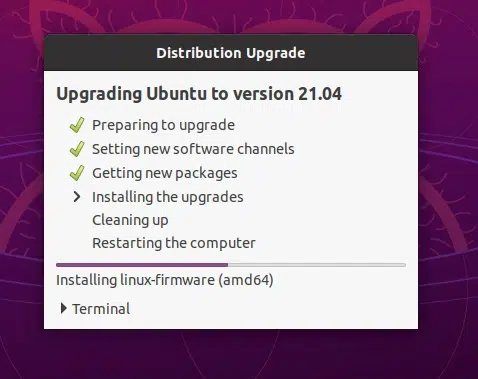 Distribution Upgrade
Upgrading Ubuntu to version 21.04
Preparing to upgrade
Setting new software channels
Getting new packages
Installing the upgrades
Cleaning up
Restarting the computer
Installing linux-firmware (amd64)
Terminal